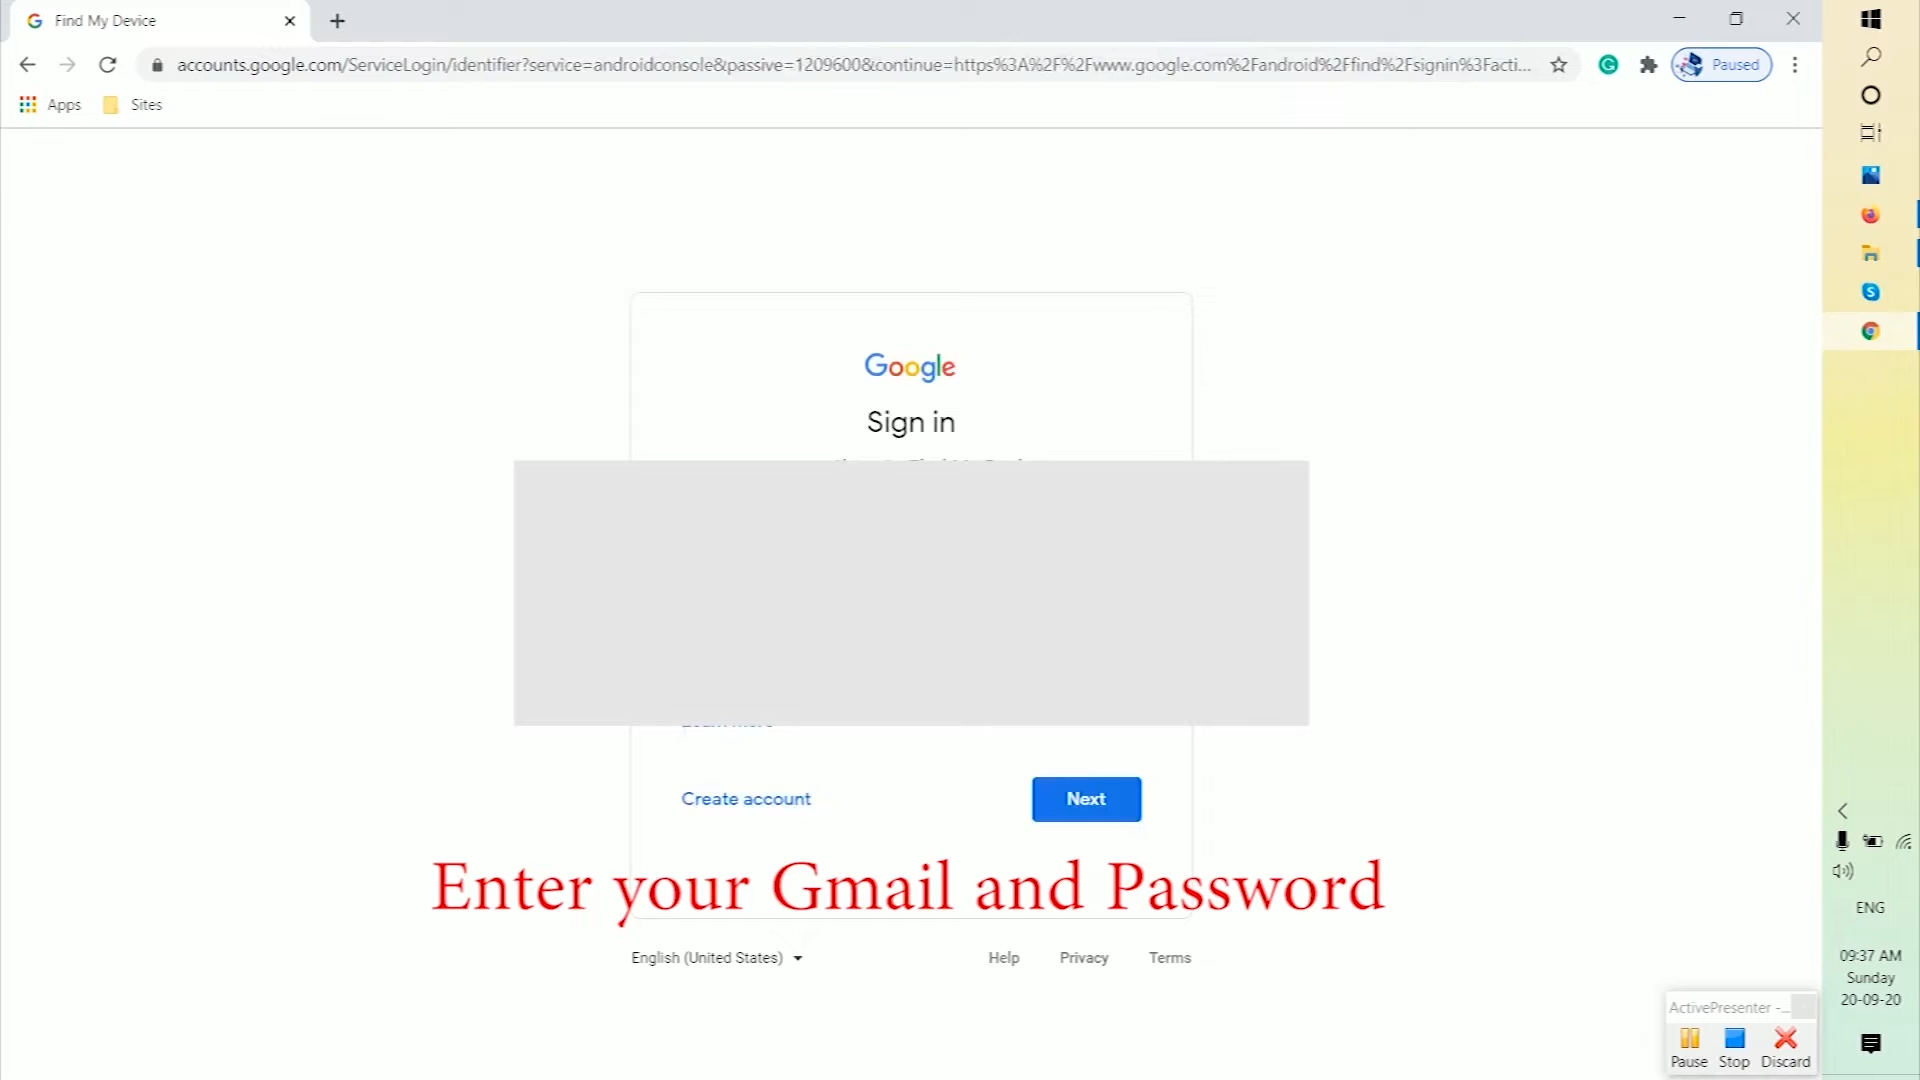 Find My Device
accounts.google.com/ServiceLogin/identifier?service=androidconsole&passive=1209600&continue=https%3A%2F%2Fwww.google.com%2Fandroid%2Ffind%2Fsignin%3Facti...
Paused
Apps
Sites
Google
Sign in
Create account
Next
Enter your Gmail and Password
English (United States)
Help
Privacy
Terms
ENG
09:37 AM
Sunday
20-09-20
ActivePresenter -...
Pause
Stop
Discard